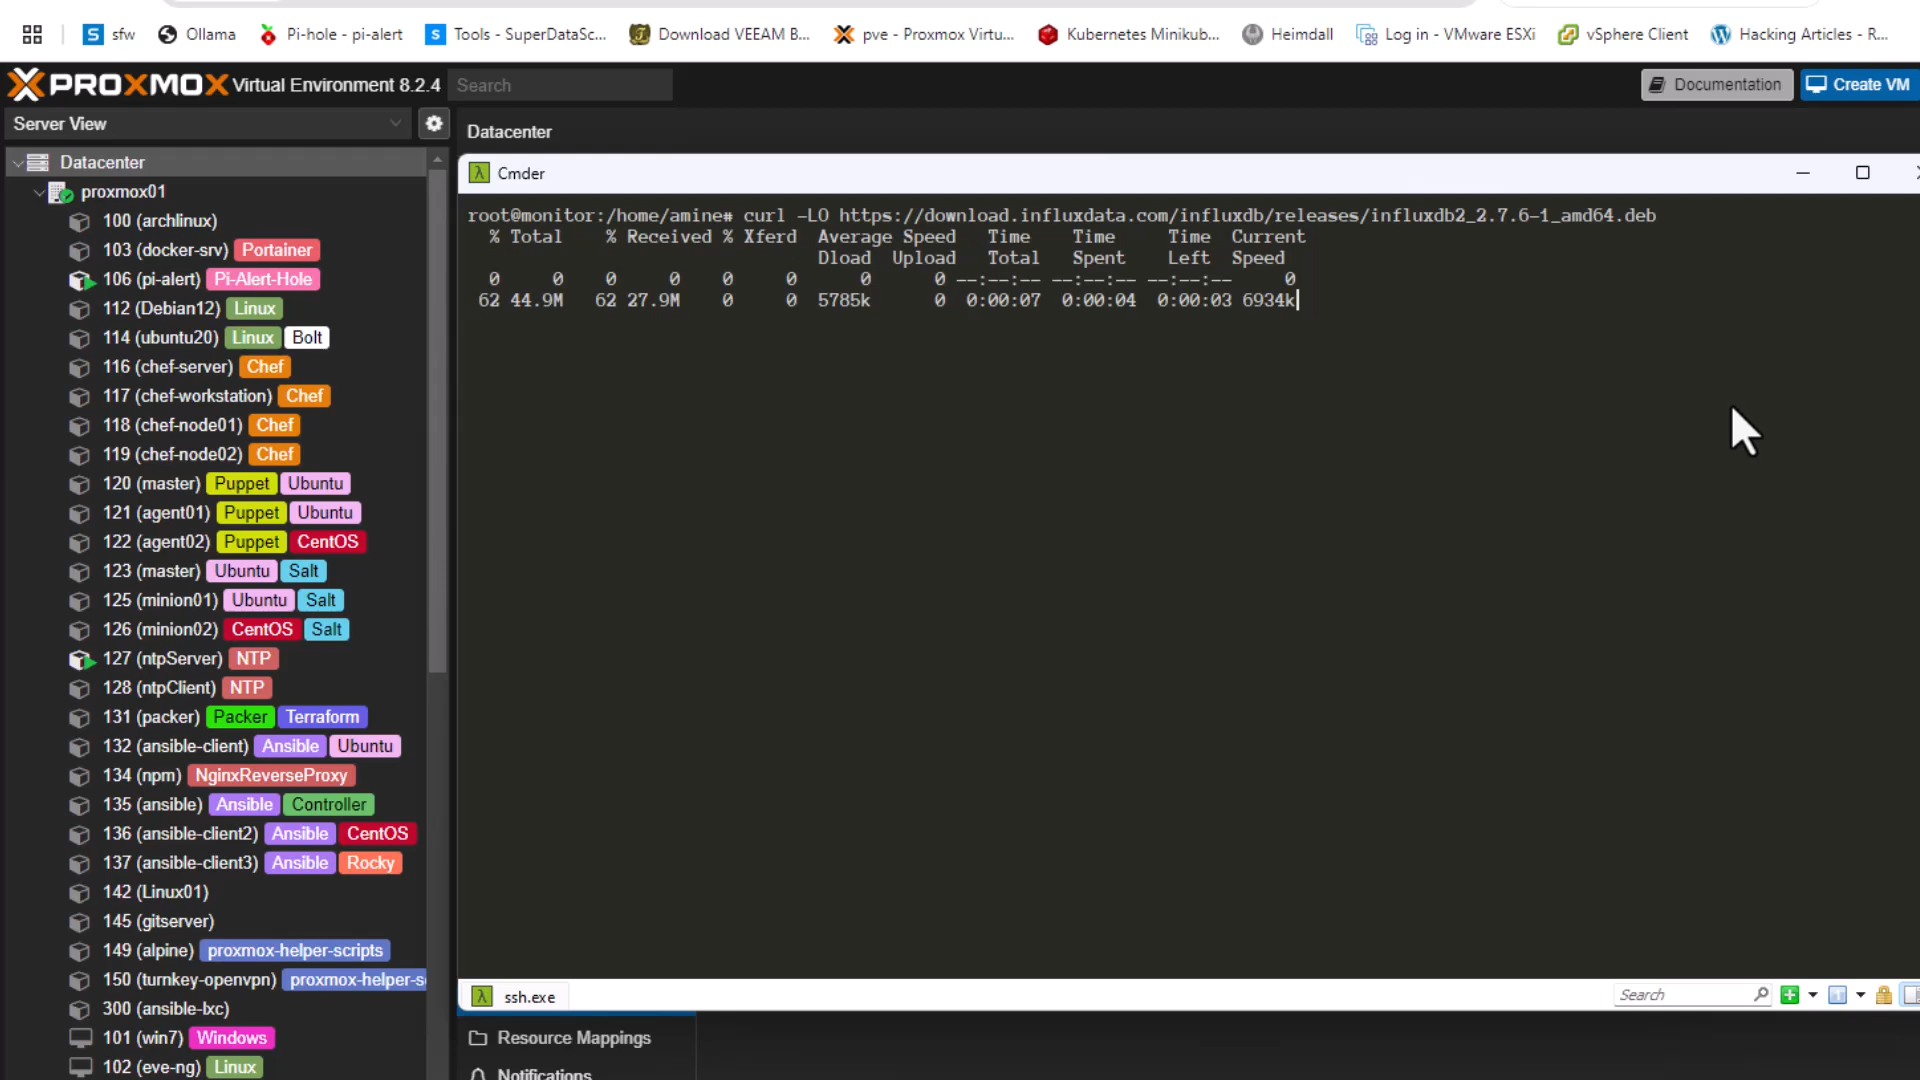 sfw
Ollama
Pi-hole - pi-alert
Tools - SuperDataSc...
Download VEEAM B...
pve - Proxmox Virtu...
Kubernetes Minikub...
Heimdall
Log in - VMware ESXi
vSphere Client
Hacking Articles - R...
PROXMOX Virtual Environment 8.2.4
Search
Documentation
Create VM
Server View
Datacenter
proxmox01
100 (archlinux)
103 (docker-srv) Portainer
106 (pi-alert) Pi-Alert-Hole
112 (Debian12) Linux
114 (ubuntu20) Linux Bolt
116 (chef-server) Chef
117 (chef-workstation) Chef
118 (chef-node01) Chef
119 (chef-node02) Chef
120 (master) Puppet Ubuntu
121 (agent01) Puppet Ubuntu
122 (agent02) Puppet CentOS
123 (master) Ubuntu Salt
125 (minion01) Ubuntu Salt
126 (minion02) CentOS Salt
127 (ntpServer) NTP
128 (ntpClient) NTP
131 (packer) Packer Terraform
132 (ansible-client) Ansible Ubuntu
134 (npm) NginxReverseProxy
135 (ansible) Ansible Controller
136 (ansible-client2) Ansible CentOS
137 (ansible-client3) Ansible Rocky
142 (Linux01)
145 (gitserver)
149 (alpine) proxmox-helper-scripts
150 (turnkey-openvpn) proxmox-helper-s
300 (ansible-lxc)
101 (win7) Windows
102 (eve-ng) Linux
Datacenter
λ Cmder
root@monitor:/home/amine# curl -LO https://download.influxdata.com/influxdb/releases/influxdb2_2.7.6-1_amd64.deb
% Total % Received % Xferd Average Speed Time Time Time Current
Dload Upload Total Spent Left Speed
0 0 0 0 0 0 0 0 --:--:-- --:--:-- --:--:-- 0
62 44.9M 62 27.9M 0 0 5785k 0 0:00:07 0:00:04 0:00:03 6934k
λ ssh.exe
Search
Resource Mappings
Notifications